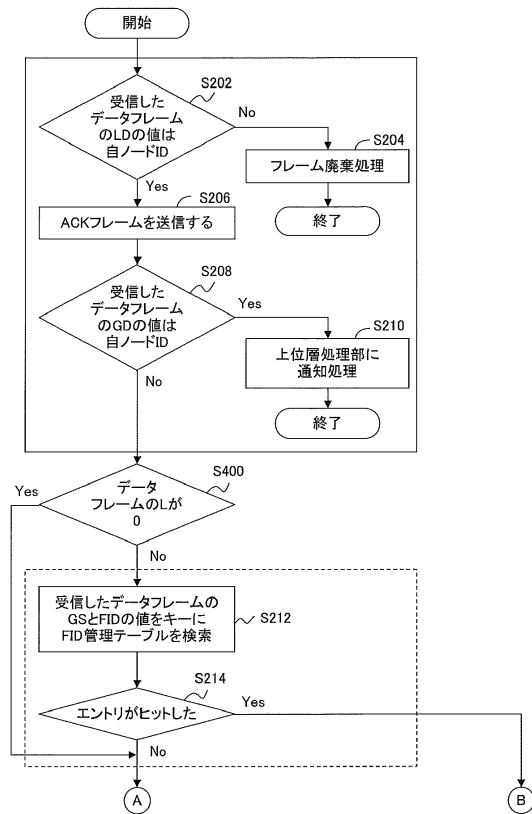 開始
S202
受信した
データフレーム
のLDの値は
自ノードID
No
Yes
S204
フレーム廃棄処理
終了
S206
ACKフレームを送信する
S208
受信した
データフレーム
のGDの値は
自ノードID
Yes
No
S210
上位層処理部に
通知処理
終了
S400
データ
フレームのLが
0
Yes
No
受信したデータフレームの
GSとFIDの値をキーに
FID管理テーブルを検索
S212
S214
エントリがヒットした
Yes
No
A
B